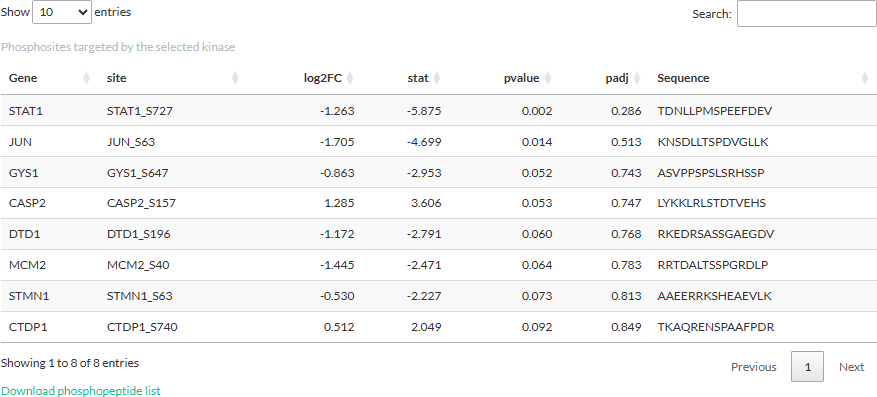 Show 10 entries Search:
Phosphosites targeted by the selected kinase
Gene site log2FC stat pvalue padj Sequence
STAT1 STAT1_S727 -1.263 -5.875 0.002 0.286 TDNLLPMSPEEFDEV
JUN JUN_S63 -1.705 -4.699 0.014 0.513 KNSDLLTSPDVGLLK
GYS1 GYS1_S647 -0.863 -2.953 0.052 0.743 ASVPPSPSLSRHSSP
CASP2 CASP2_S157 1.285 3.606 0.053 0.747 LYKKLRLSTDTVEHS
DTD1 DTD1_S196 -1.172 -2.791 0.060 0.768 RKEDRSASSGAEGDV
MCM2 MCM2_S40 -1.445 -2.471 0.064 0.783 RRTDALTSSPGRDLP
STMN1 STMN1_S63 -0.530 -2.227 0.073 0.813 AAEERRKSHEAEVLK
CTDP1 CTDP1_S740 0.512 2.049 0.092 0.849 TKAQRENSPAAFPDR
Showing 1 to 8 of 8 entries Previous 1 Next
Download phosphopeptide list